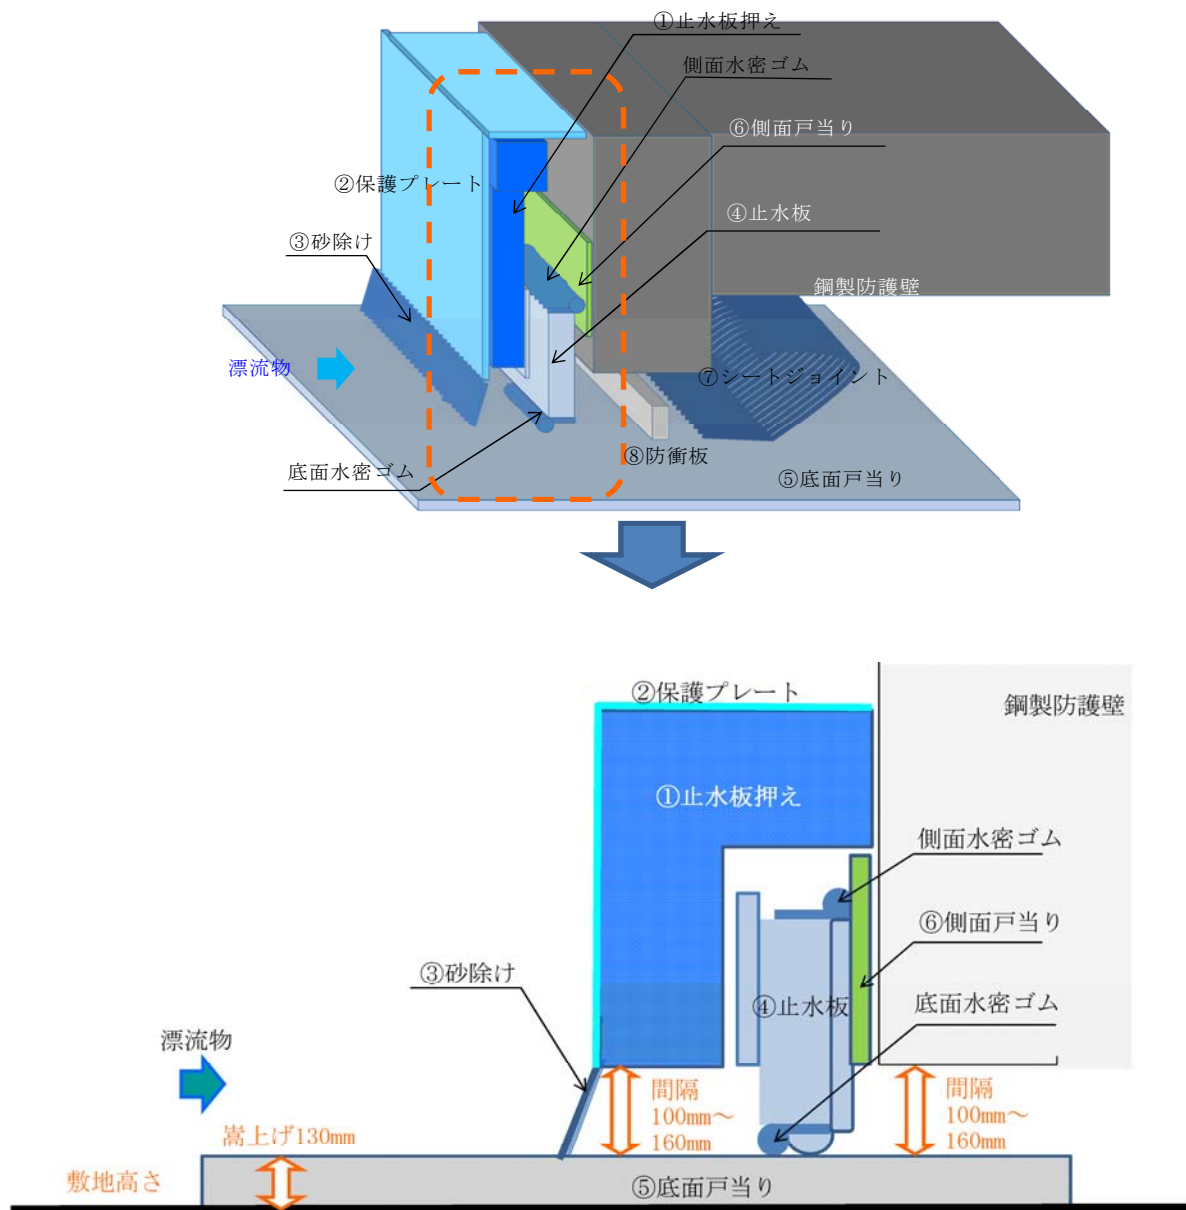 ①止水板押え
側面水密ゴム
⑥側面戸当り
②保護プレート
④止水板
③砂除け
鋼製防護壁
漂流物
⑦シートジョイント
⑧防衝板
底面水密ゴム
⑤底面戸当り
②保護プレート
鋼製防護壁
①止水板押え
側面水密ゴム
⑥側面戸当り
③砂除け
④止水板
底面水密ゴム
漂流物
間隔
100mm～
160mm
間隔
100mm～
160mm
嵩上げ130mm
敷地高さ
⑤底面戸当り